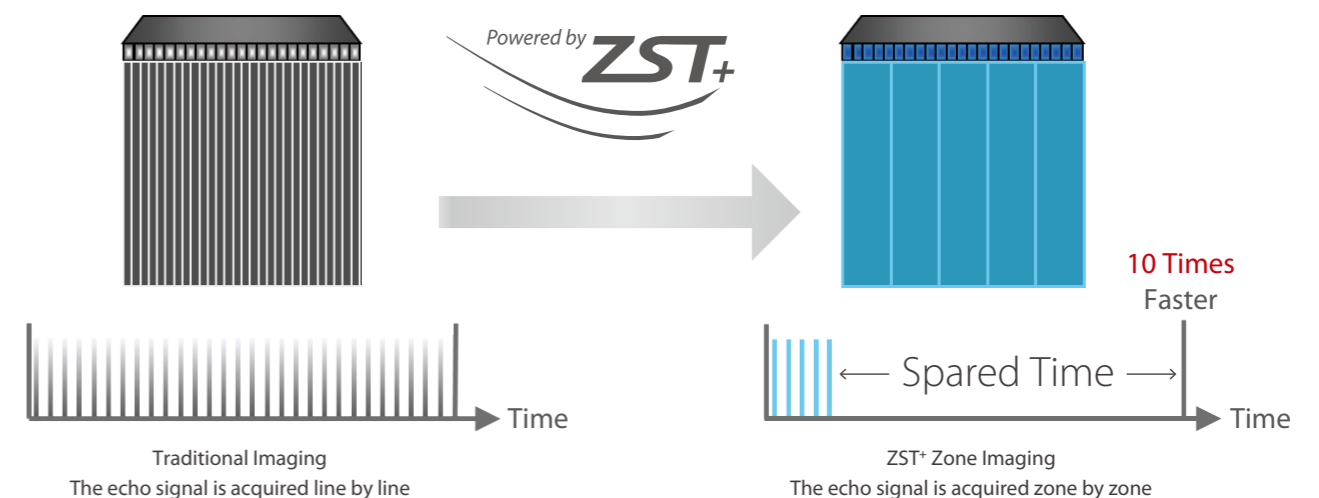 Powered by ZST+
10 Times
Faster
Spared Time
Time
Time
Traditional Imaging
The echo signal is acquired line by line
ZST⁺ Zone Imaging
The echo signal is acquired zone by zone